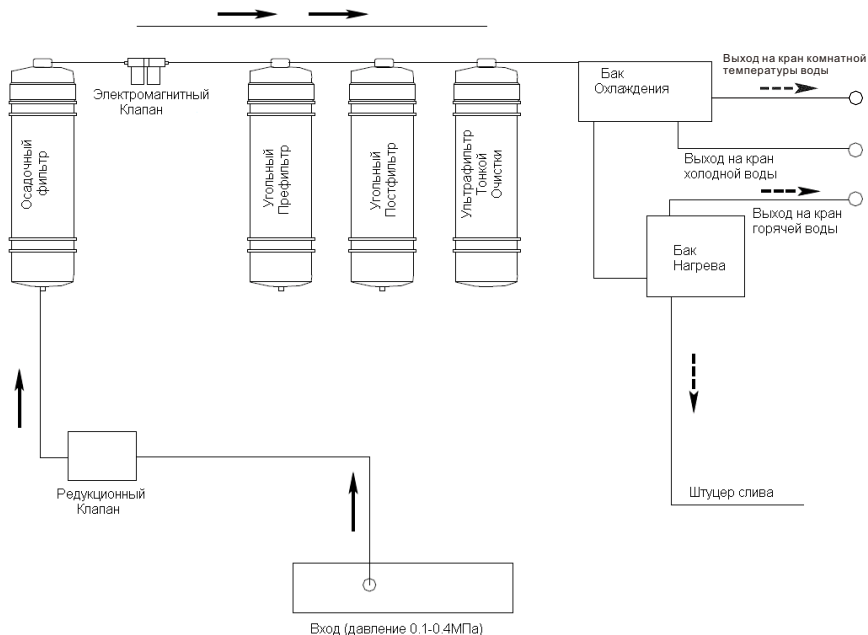 Выход на кран комнатной
температуры воды
Бак
Охлаждения
Электромагнитный
Клапан
Осадочный
фильтр
Угольный
Префильтр
Угольный
Постфильтр
Ультрафильтр
Тонкой
Очистки
Выход на кран
холодной воды
Выход на кран
горячей воды
Бак
Нагрева
Редукционный
Клапан
Штуцер слива
Вход (давление 0.1-0.4МПа)